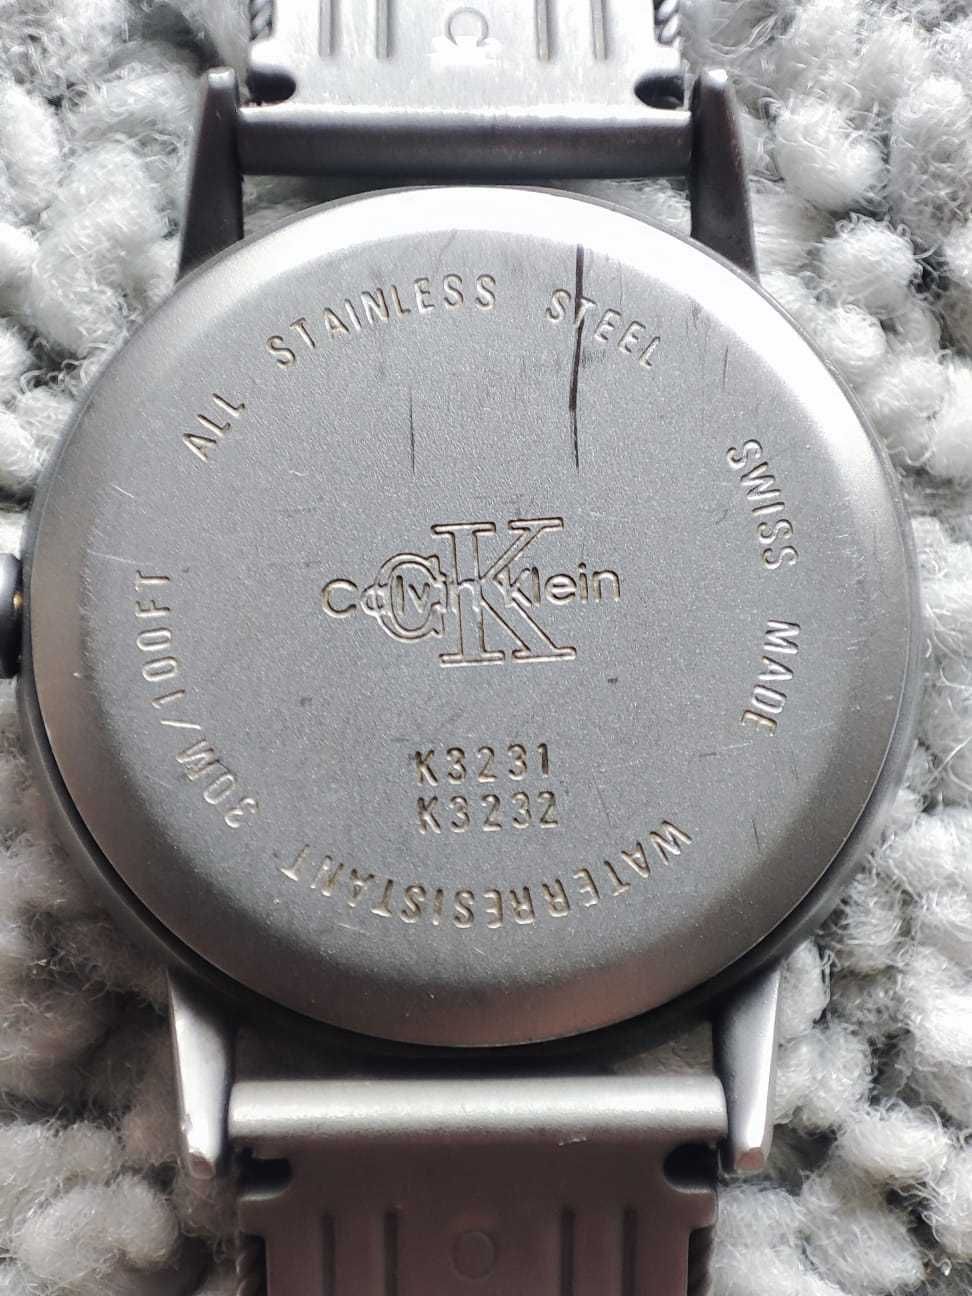 ALL STAINLESS STEEL
SWISS MADE
WATERRESISTANT
30M/100FT
CK
Calvin Klein
K3231
K3232